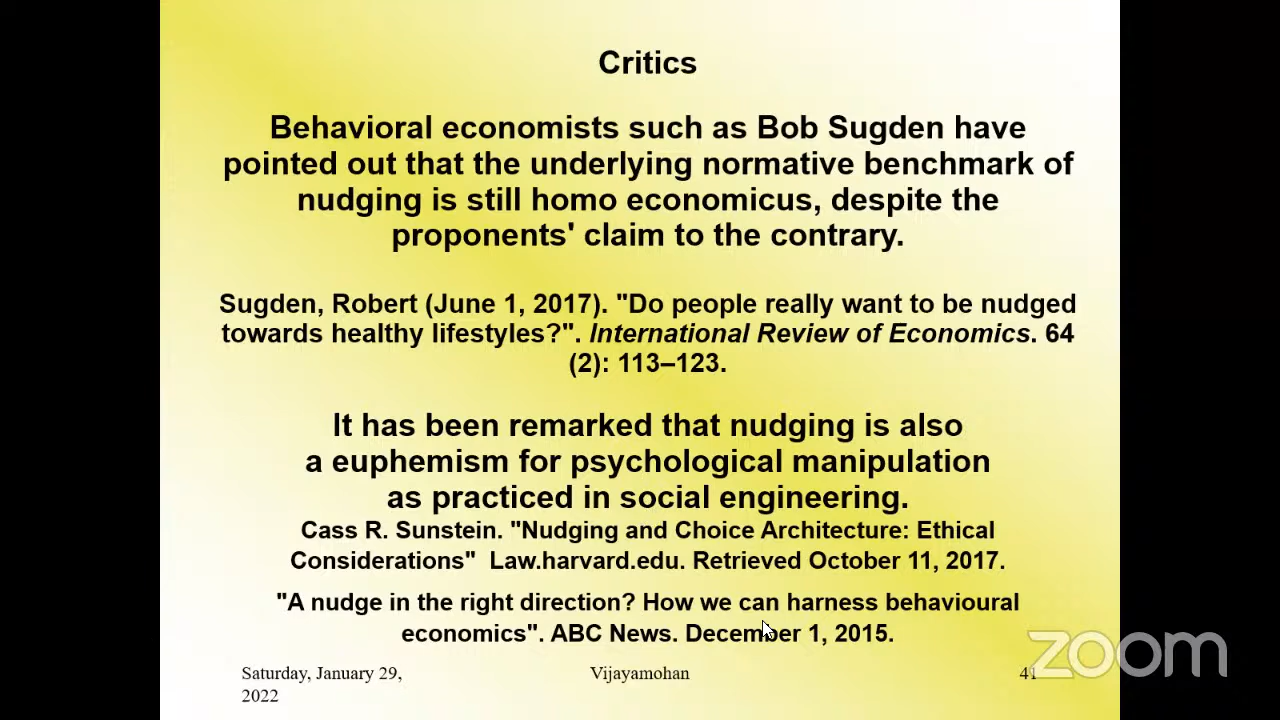 Critics
Behavioral economists such as Bob Sugden have
pointed out that the underlying normative benchmark of
nudging is still homo economicus, despite the
proponents' claim to the contrary.
Sugden, Robert (June 1, 2017). "Do people really want to be nudged
towards healthy lifestyles?". International Review of Economics. 64
(2): 113–123.
It has been remarked that nudging is also
a euphemism for psychological manipulation
as practiced in social engineering.
Cass R. Sunstein. "Nudging and Choice Architecture: Ethical
Considerations" Law.harvard.edu. Retrieved October 11, 2017.
"A nudge in the right direction? How we can harness behavioural
economics". ABC News. December 1, 2015.
Saturday, January 29,
2022
Vijayamohan
41
zoom